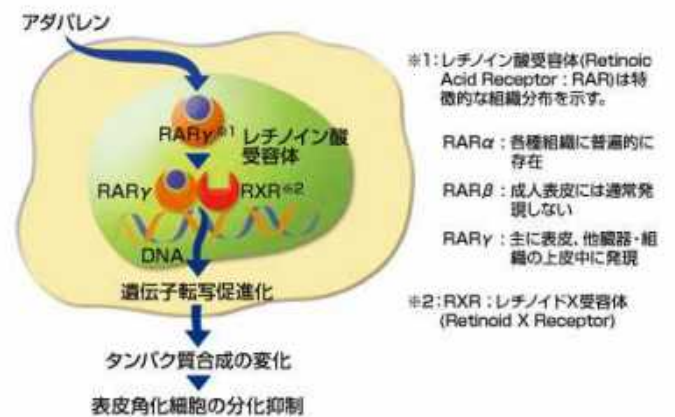 アダパレン
RARγ※1
レチノイン酸
受容体
RARγ
RXR※2
DNA
遺伝子転写促進化
タンパク質合成の変化
表皮角化細胞の分化抑制
※1:レチノイン酸受容体(Retinoic
Acid Receptor : RAR)は特
徴的な組織分布を示す。
RARα : 各種組織に普遍的に
存在
RARβ : 成人表皮には通常発
現しない
RARγ : 主に表皮、他臓器・組
織の上皮中に発現
※2:RXR : レチノイドX受容体
(Retinoid X Receptor)